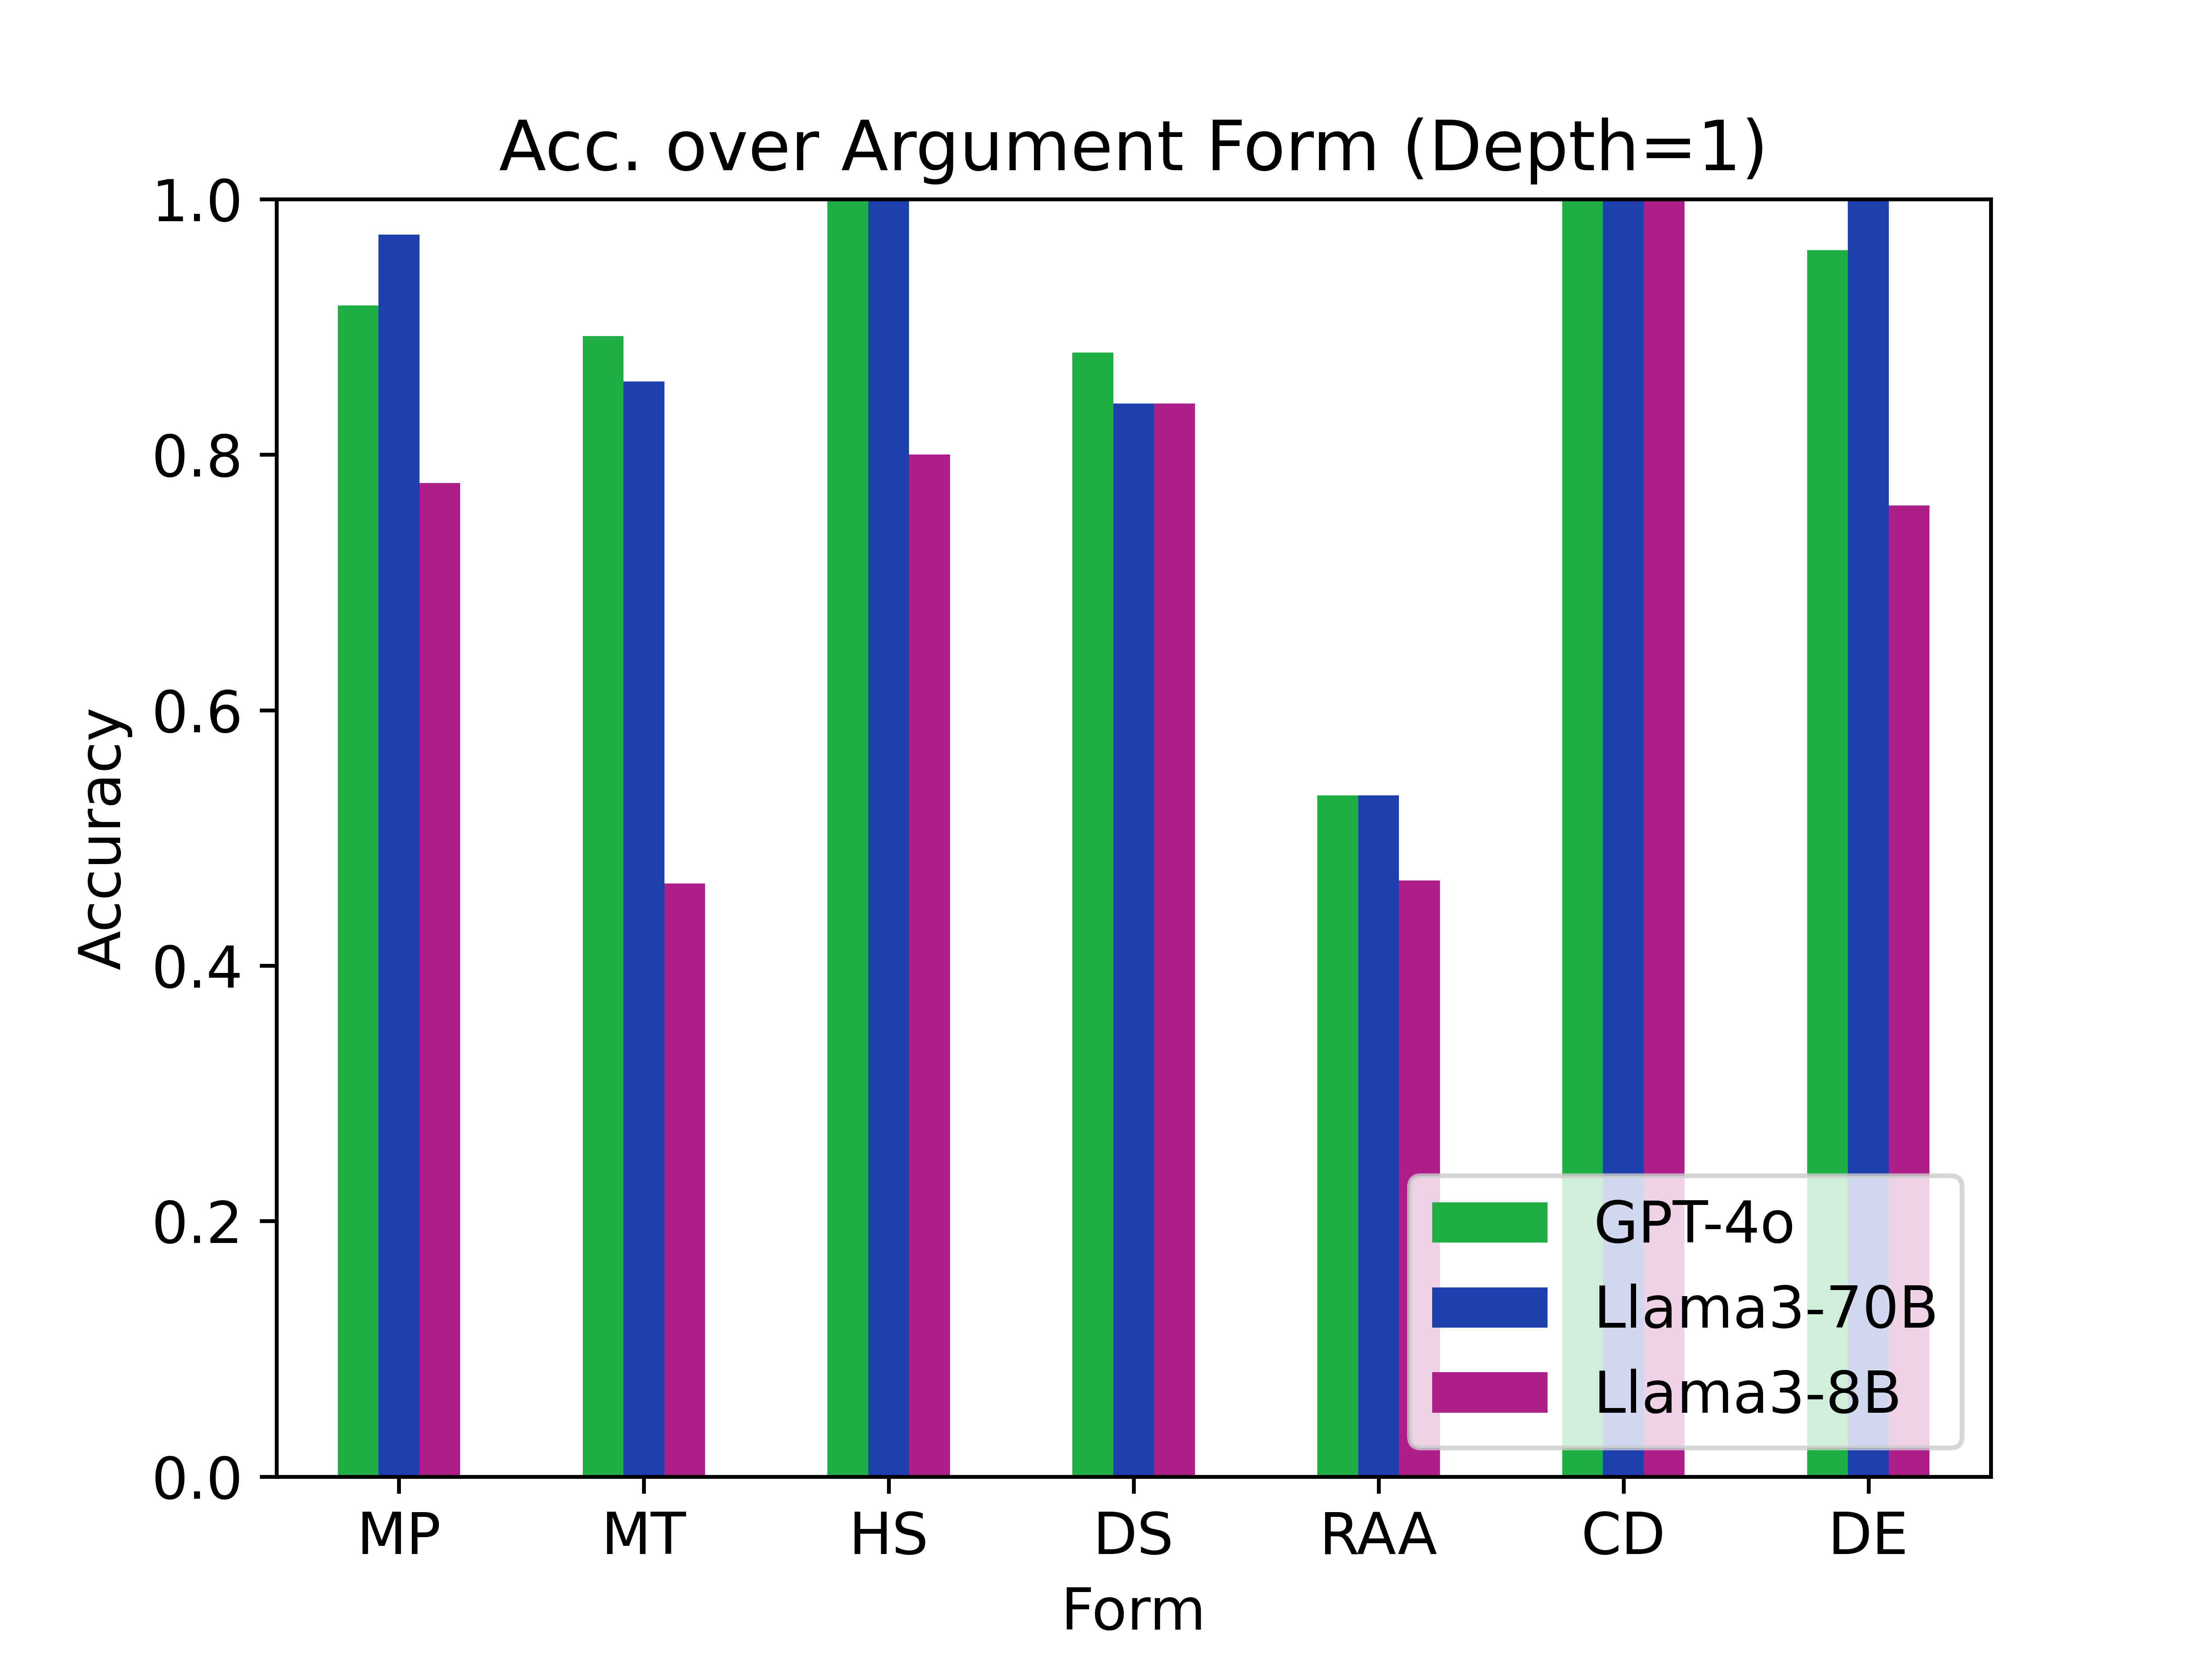 Acc. over Argument Form (Depth=1)
1.0
0.8
0.6
0.4
0.2
0.0
Accuracy
MP MT HS DS RAA CD DE
Form
GPT-4o
Llama3-70B
Llama3-8B